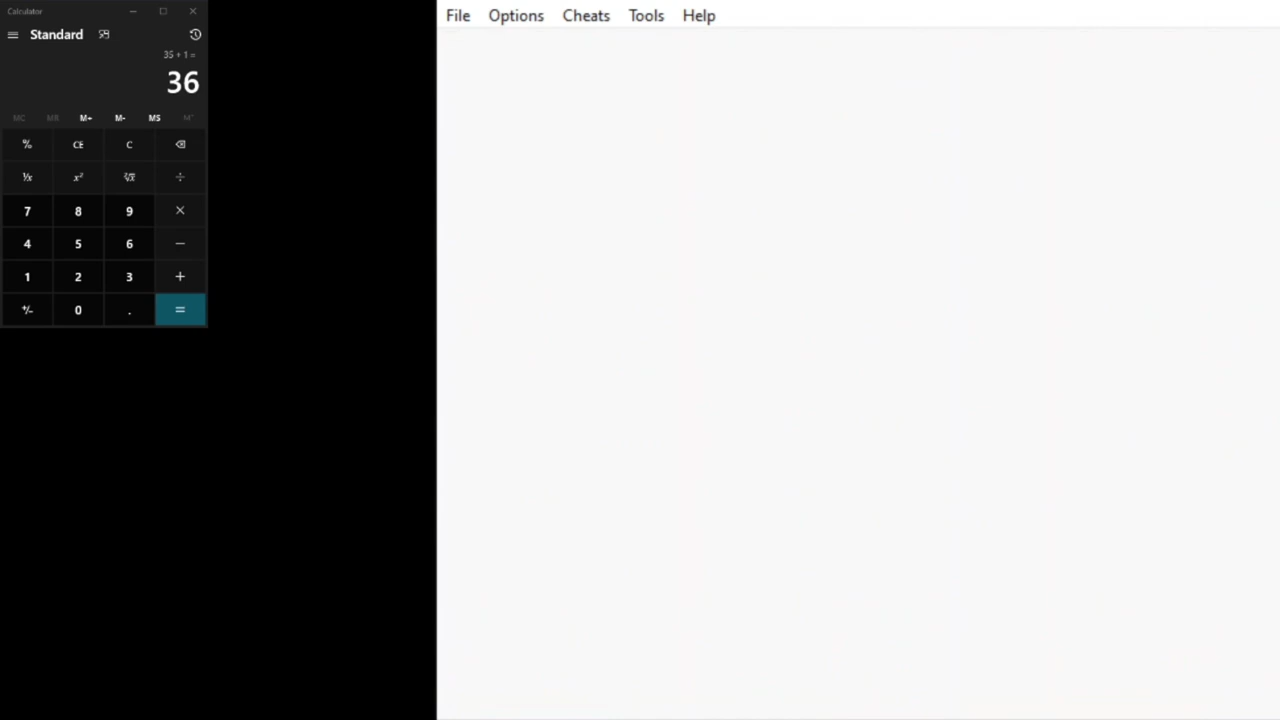 Calculator
Standard
35 + 1 =
36
MC MR M+ M- MS M˅
% CE C
¹/x x² ²√x ÷
7 8 9 ×
4 5 6 −
1 2 3 +
+/- 0 . =
File Options Cheats Tools Help